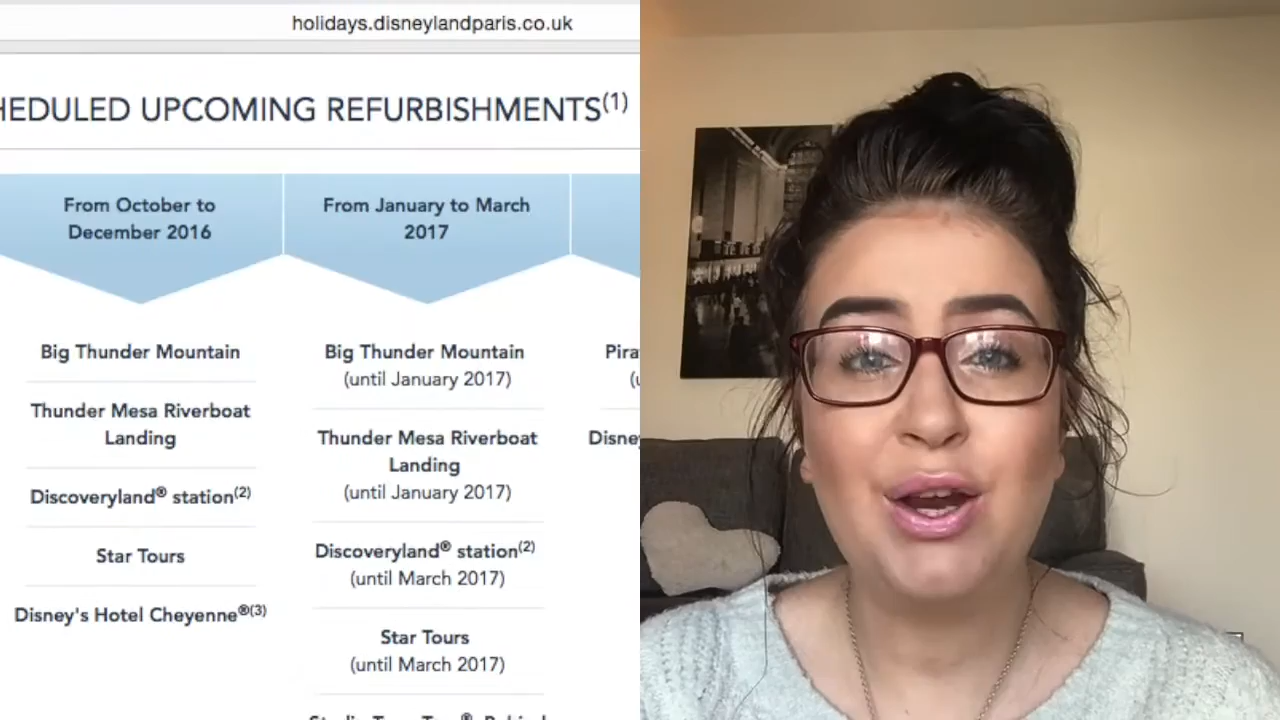 holidays.disneylandparis.co.uk
HEDULED UPCOMING REFURBISHMENTS(1)
From October to
December 2016
Big Thunder Mountain
Thunder Mesa Riverboat
Landing
Discoveryland® station(2)
Star Tours
Disney's Hotel Cheyenne®(3)
From January to March
2017
Big Thunder Mountain
(until January 2017)
Thunder Mesa Riverboat
Landing
(until January 2017)
Discoveryland® station(2)
(until March 2017)
Star Tours
(until March 2017)
Pira
Disne